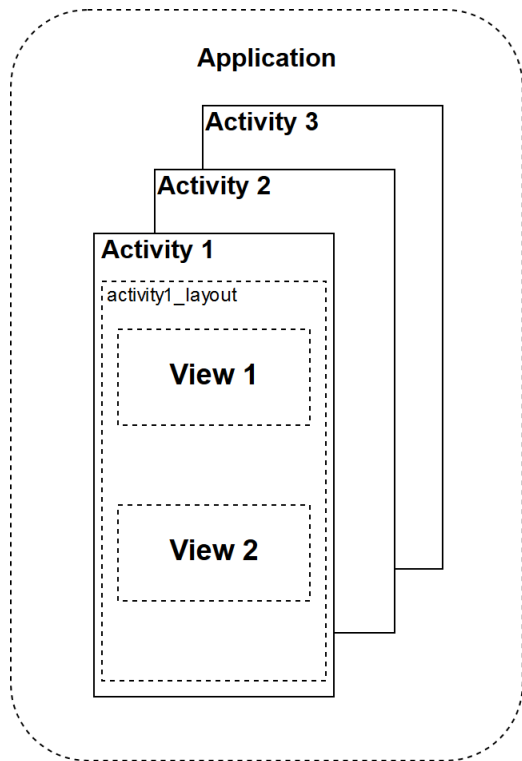 Application
Activity 3
Activity 2
Activity 1
activity1_layout
View 1
View 2